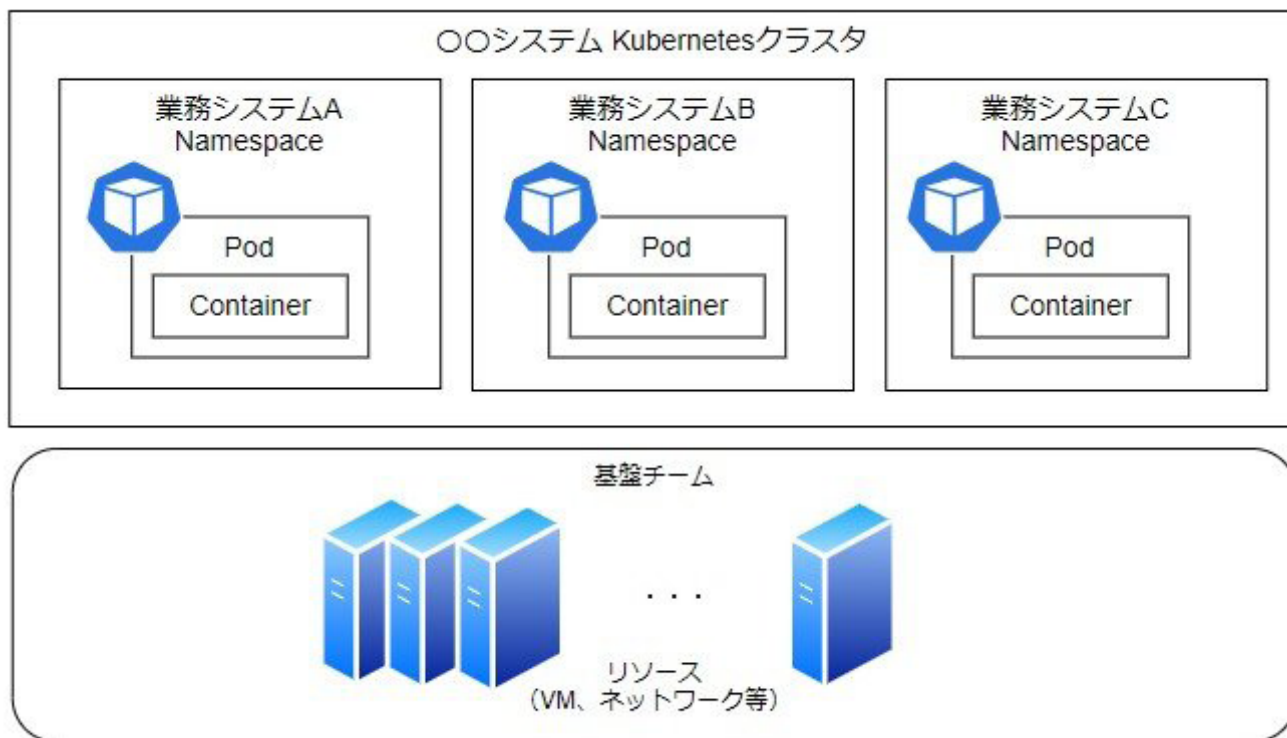 〇〇システム Kubernetesクラスタ
業務システムA
Namespace
Pod
Container
業務システムB
Namespace
Pod
Container
業務システムC
Namespace
Pod
Container
基盤チーム
・・・
リソース
（VM、ネットワーク等）